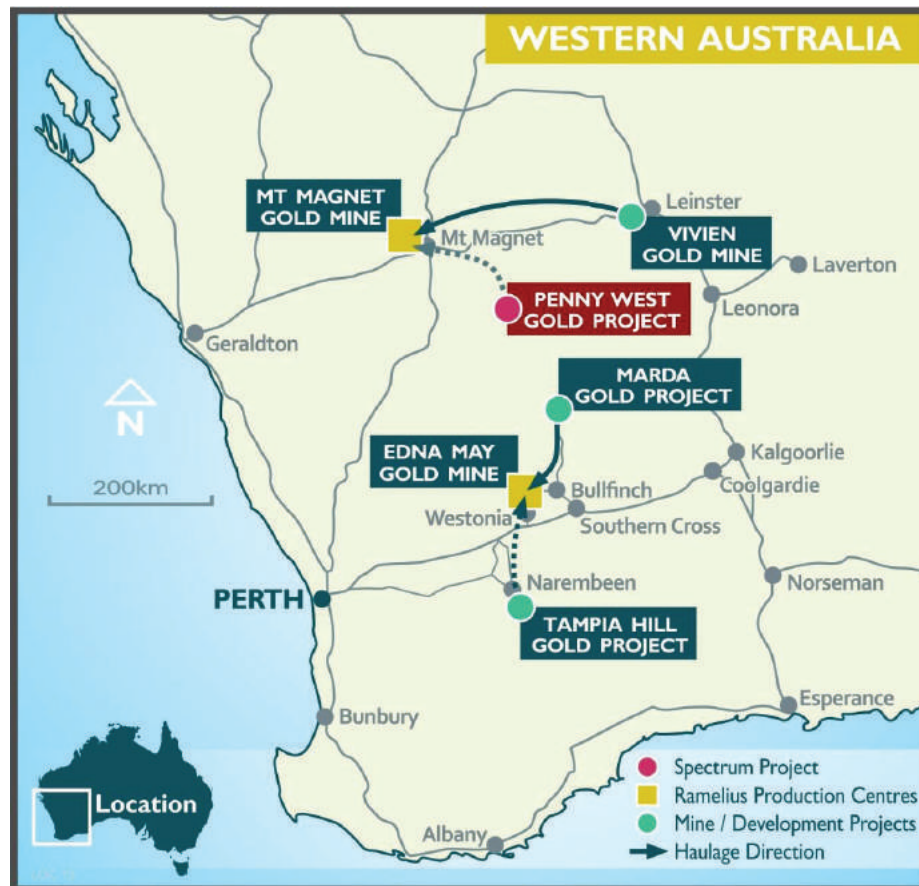 WESTERN AUSTRALIA
MT MAGNET
GOLD MINE
Leinster
Mt Magnet
VIVIEN
GOLD MINE
Laverton
PENNY WEST
GOLD PROJECT
Leonora
Geraldton
MARDA
GOLD PROJECT
N
EDNA MAY
GOLD MINE
Kalgoorlie
200km
Bullfinch
Coolgardie
Westonia
Southern Cross
Narembeen
Norseman
PERTH
TAMPIA HILL
GOLD PROJECT
Esperance
Bunbury
Spectrum Project
Location
Ramelius Production Centres
Mine / Development Projects
Albany
Haulage Direction